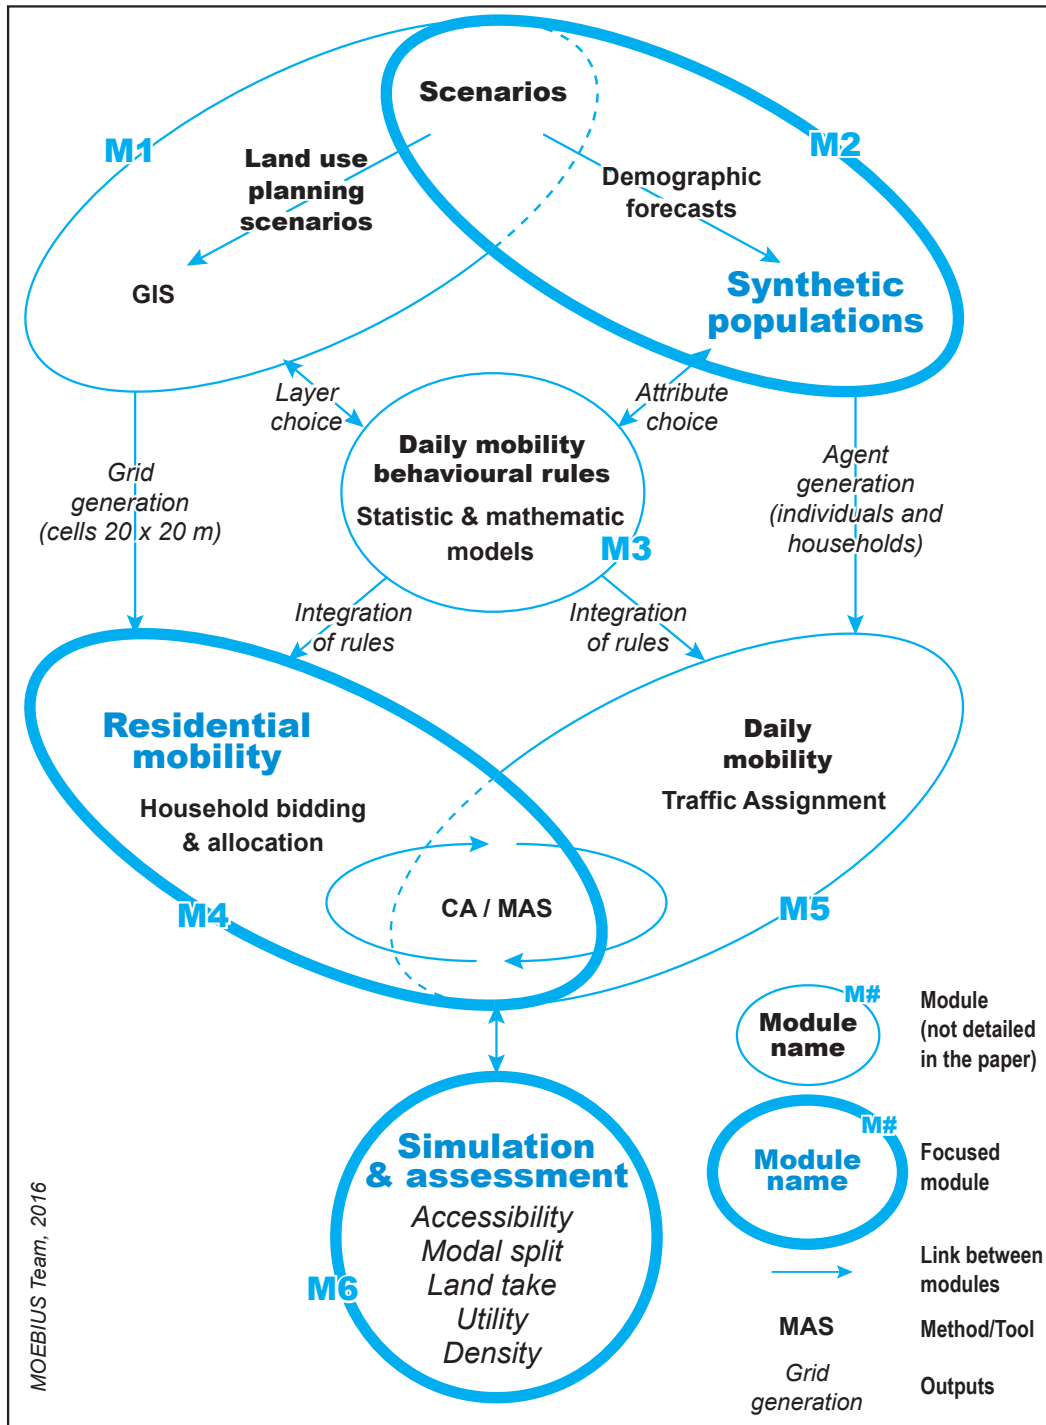 Scenarios
M1
M2
Land use
planning
scenarios
Demographic
forecasts
GIS
Synthetic
populations
Layer
choice
Attribute
choice
Daily mobility
behavioural rules
Statistic & mathematic
models
M3
Grid
generation
(cells 20 x 20 m)
Agent
generation
(individuals and
households)
Integration
of rules
Integration
of rules
Residential
mobility
Household bidding
& allocation
M4
Daily
mobility
Traffic Assignment
M5
CA / MAS
Simulation
& assessment
Accessibility
Modal split
Land take
Utility
Density
M6
M#
Module
name
Module
(not detailed
in the paper)
M#
Module
name
Focused
module
Link between
modules
MAS
Method/Tool
Grid
generation
Outputs
MOEBIUS Team, 2016